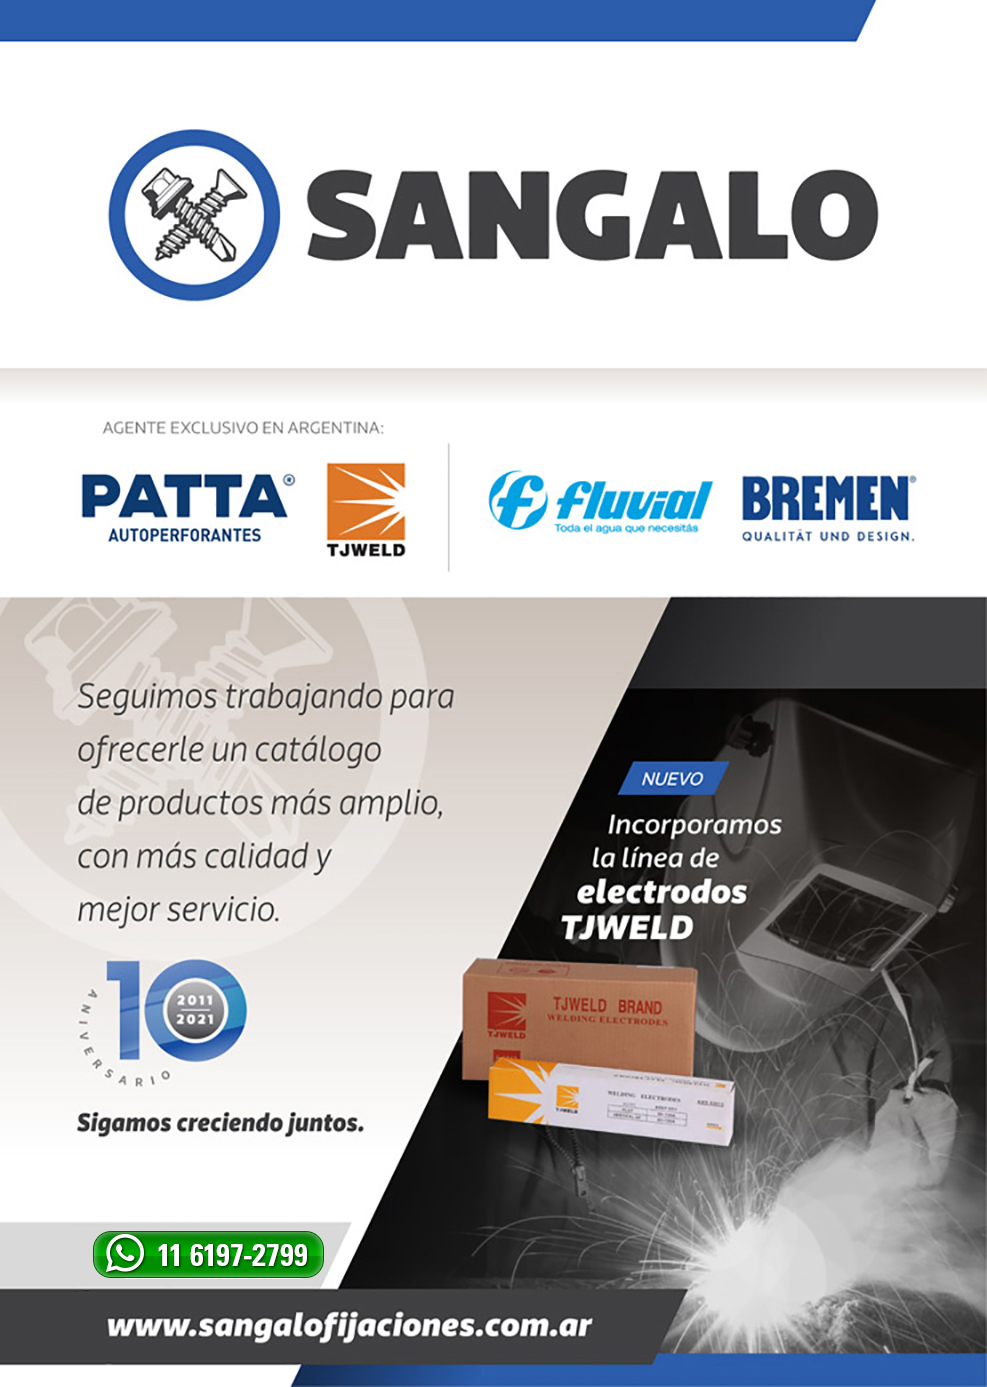 SANGALO
AGENTE EXCLUSIVO EN ARGENTINA:
PATTA®
AUTOPERFORANTES
TJWELD
fluvial
Toda el agua que necesitás
BREMEN®
QUALITÄT UND DESIGN.
Seguimos trabajando para
ofrecerle un catálogo
de productos más amplio,
con más calidad y
mejor servicio.
10
2011
2021
ANIVERSARIO
Sigamos creciendo juntos.
NUEVO
Incorporamos
la línea de
electrodos
TJWELD
TJWELD BRAND
WELDING ELECTRODES
TJWELD
WELDING ELECTRODES
TJWELD
11 6197-2799
www.sangalofijaciones.com.ar